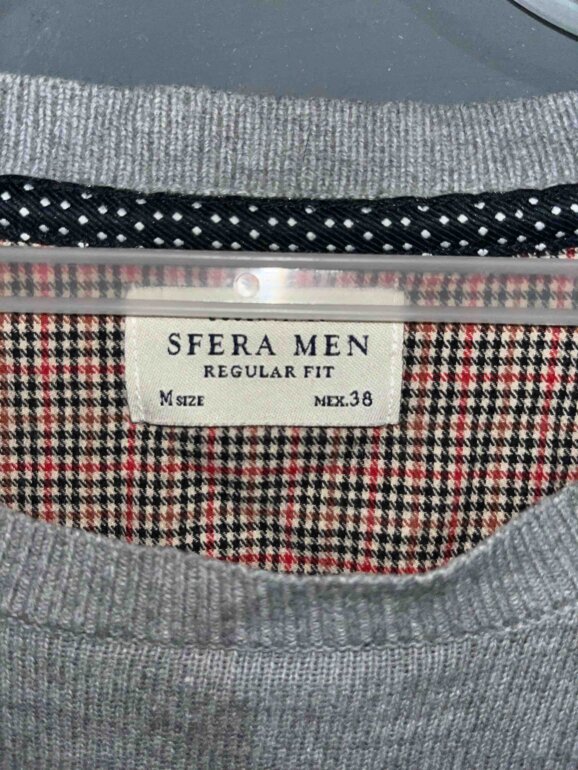 SFERA MEN
REGULAR FIT
M SIZE MEX.38